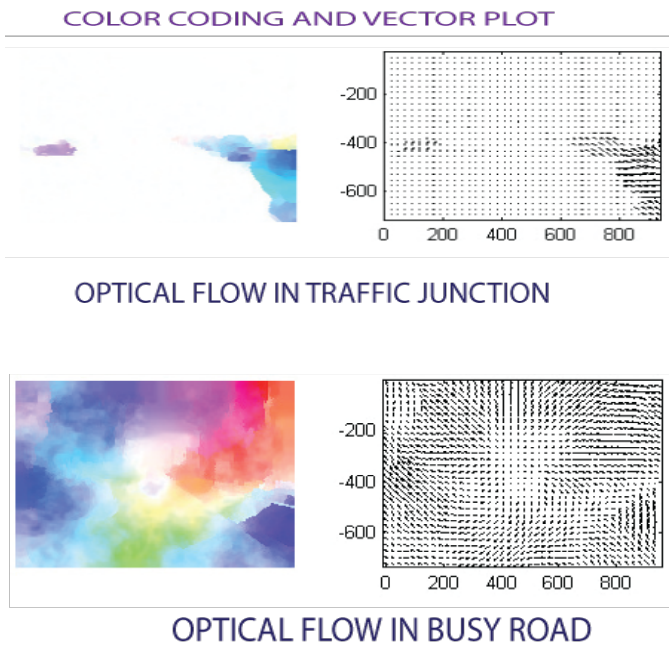 COLOR CODING AND VECTOR PLOT
-200
-400
-600
0 200 400 600 800
OPTICAL FLOW IN TRAFFIC JUNCTION
-200
-400
-600
0 200 400 600 800
OPTICAL FLOW IN BUSY ROAD